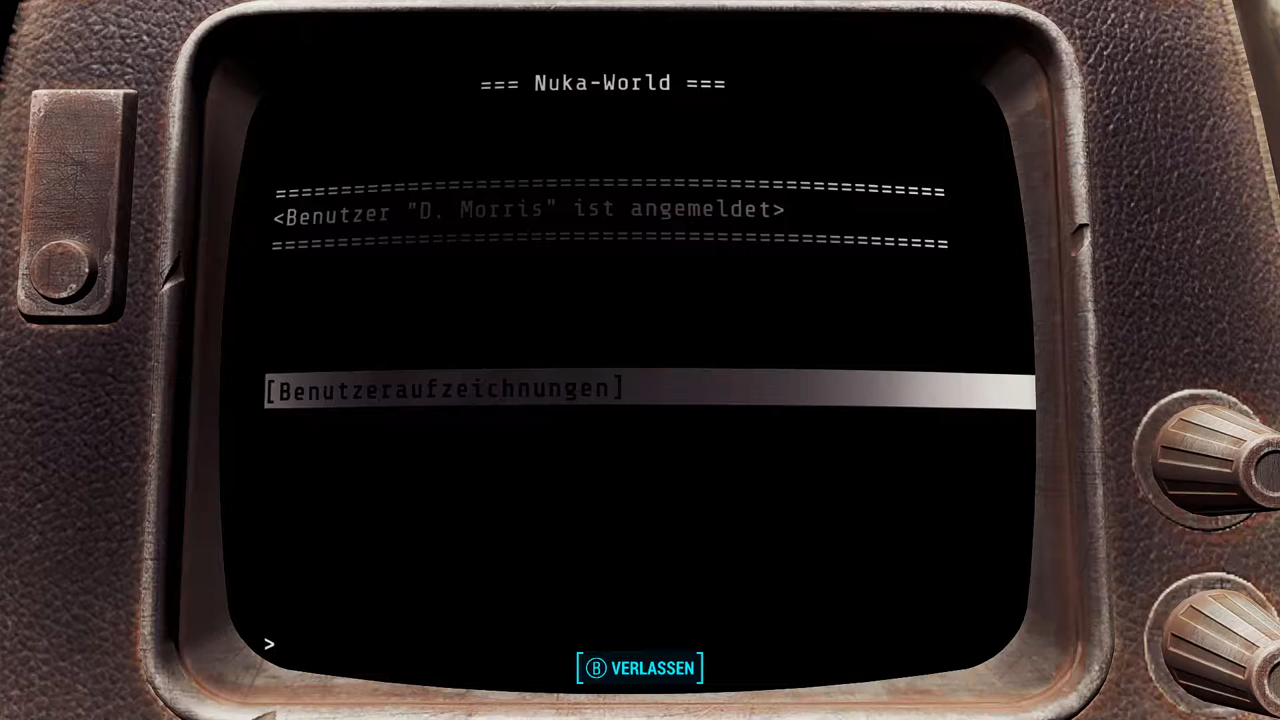 === Nuka-World ===
===================================================
<Benutzer "D. Morris" ist angemeldet>
===================================================
[Benutzeraufzeichnungen]
>
[Ⓑ VERLASSEN]